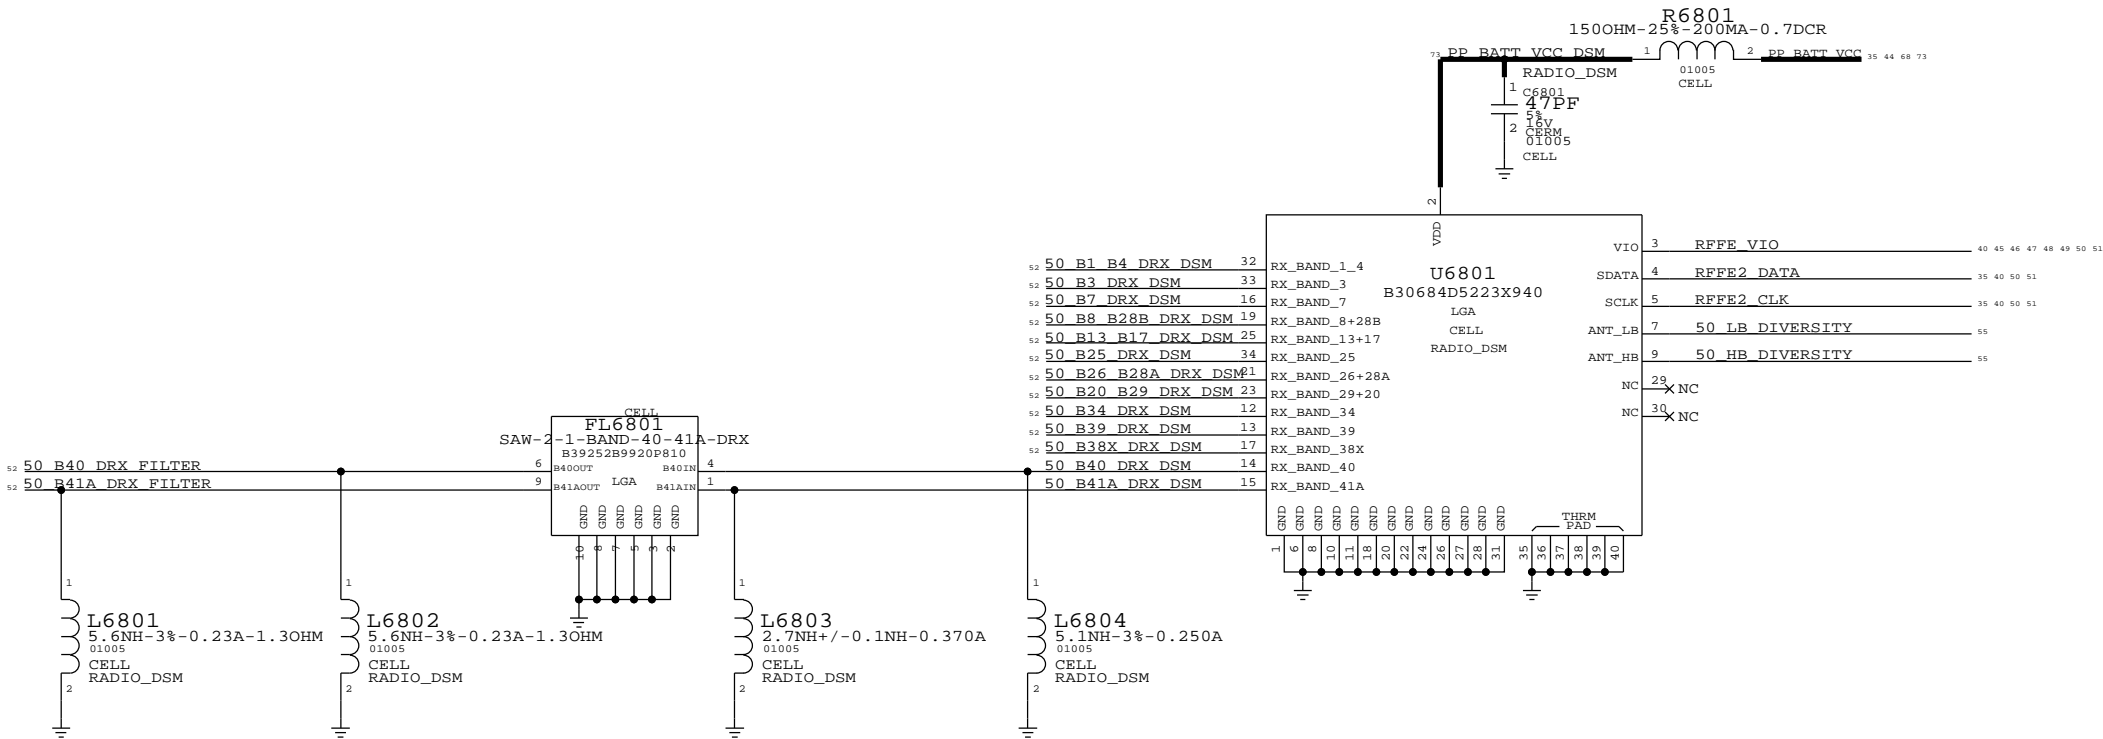 R6801
150OHM-25%-200MA-0.7DCR
73 PP_BATT_VCC_DSM 1 2 PP_BATT_VCC 35 44 68 73
RADIO_DSM
01005
CELL
1 C6801
47PF
5%
16V
2 CERM
01005
CELL
2
VDD
U6801
B30684D5223X940
LGA
CELL
RADIO_DSM
VIO 3 RFFE_VIO 40 45 46 47 48 49 50 51
SDATA 4 RFFE2_DATA 35 40 50 51
SCLK 5 RFFE2_CLK 35 40 50 51
ANT_LB 7 50_LB_DIVERSITY 55
ANT_HB 9 50_HB_DIVERSITY 55
NC 29 NC
NC 30 NC
52 50_B1_B4_DRX_DSM 32 RX_BAND_1_4
52 50_B3_DRX_DSM 33 RX_BAND_3
52 50_B7_DRX_DSM 16 RX_BAND_7
52 50_B8_B28B_DRX_DSM 19 RX_BAND_8+28B
52 50_B13_B17_DRX_DSM 25 RX_BAND_13+17
52 50_B25_DRX_DSM 34 RX_BAND_25
52 50_B26_B28A_DRX_DSM 21 RX_BAND_26+28A
52 50_B20_B29_DRX_DSM 23 RX_BAND_29+20
52 50_B34_DRX_DSM 12 RX_BAND_34
52 50_B39_DRX_DSM 13 RX_BAND_39
52 50_B38X_DRX_DSM 17 RX_BAND_38X
50_B40_DRX_DSM 14 RX_BAND_40
50_B41A_DRX_DSM 15 RX_BAND_41A
GND GND GND GND GND GND GND GND GND GND GND GND GND
THRM
PAD
1 6 8 10 11 18 20 22 24 26 27 28 31 35 36 37 38 39 40
CELL
FL6801
SAW-2-1-BAND-40-41A-DRX
B39252B9920P810
LGA
52 50_B40_DRX_FILTER 6 B40OUT B40IN 4
52 50_B41A_DRX_FILTER 9 B41AOUT B41AIN 1
GND GND GND GND GND GND
10 8 7 5 3 2
1
L6801
5.6NH-3%-0.23A-1.3OHM
01005
CELL
RADIO_DSM
2
1
L6802
5.6NH-3%-0.23A-1.3OHM
01005
CELL
RADIO_DSM
2
1
L6803
2.7NH+/-0.1NH-0.370A
01005
CELL
RADIO_DSM
2
1
L6804
5.1NH-3%-0.250A
01005
CELL
RADIO_DSM
2